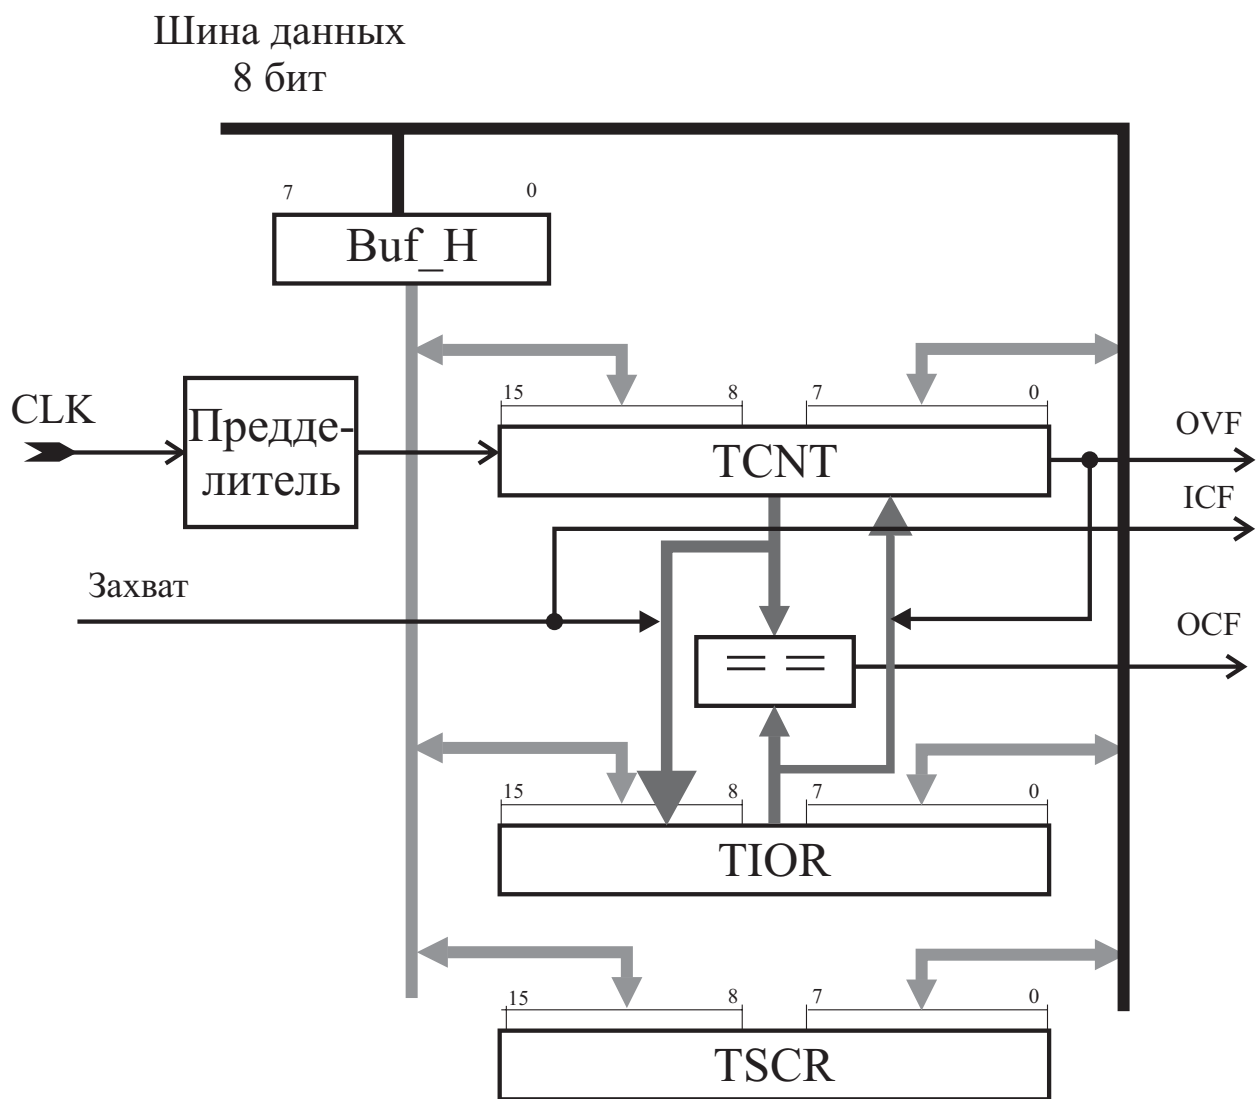 Шина данных
8 бит
7 0
Buf_H
15 8 7 0
CLK
Предде-
литель
TCNT
OVF
ICF
Захват
OCF
== ==
15 8 7 0
TIOR
15 8 7 0
TSCR